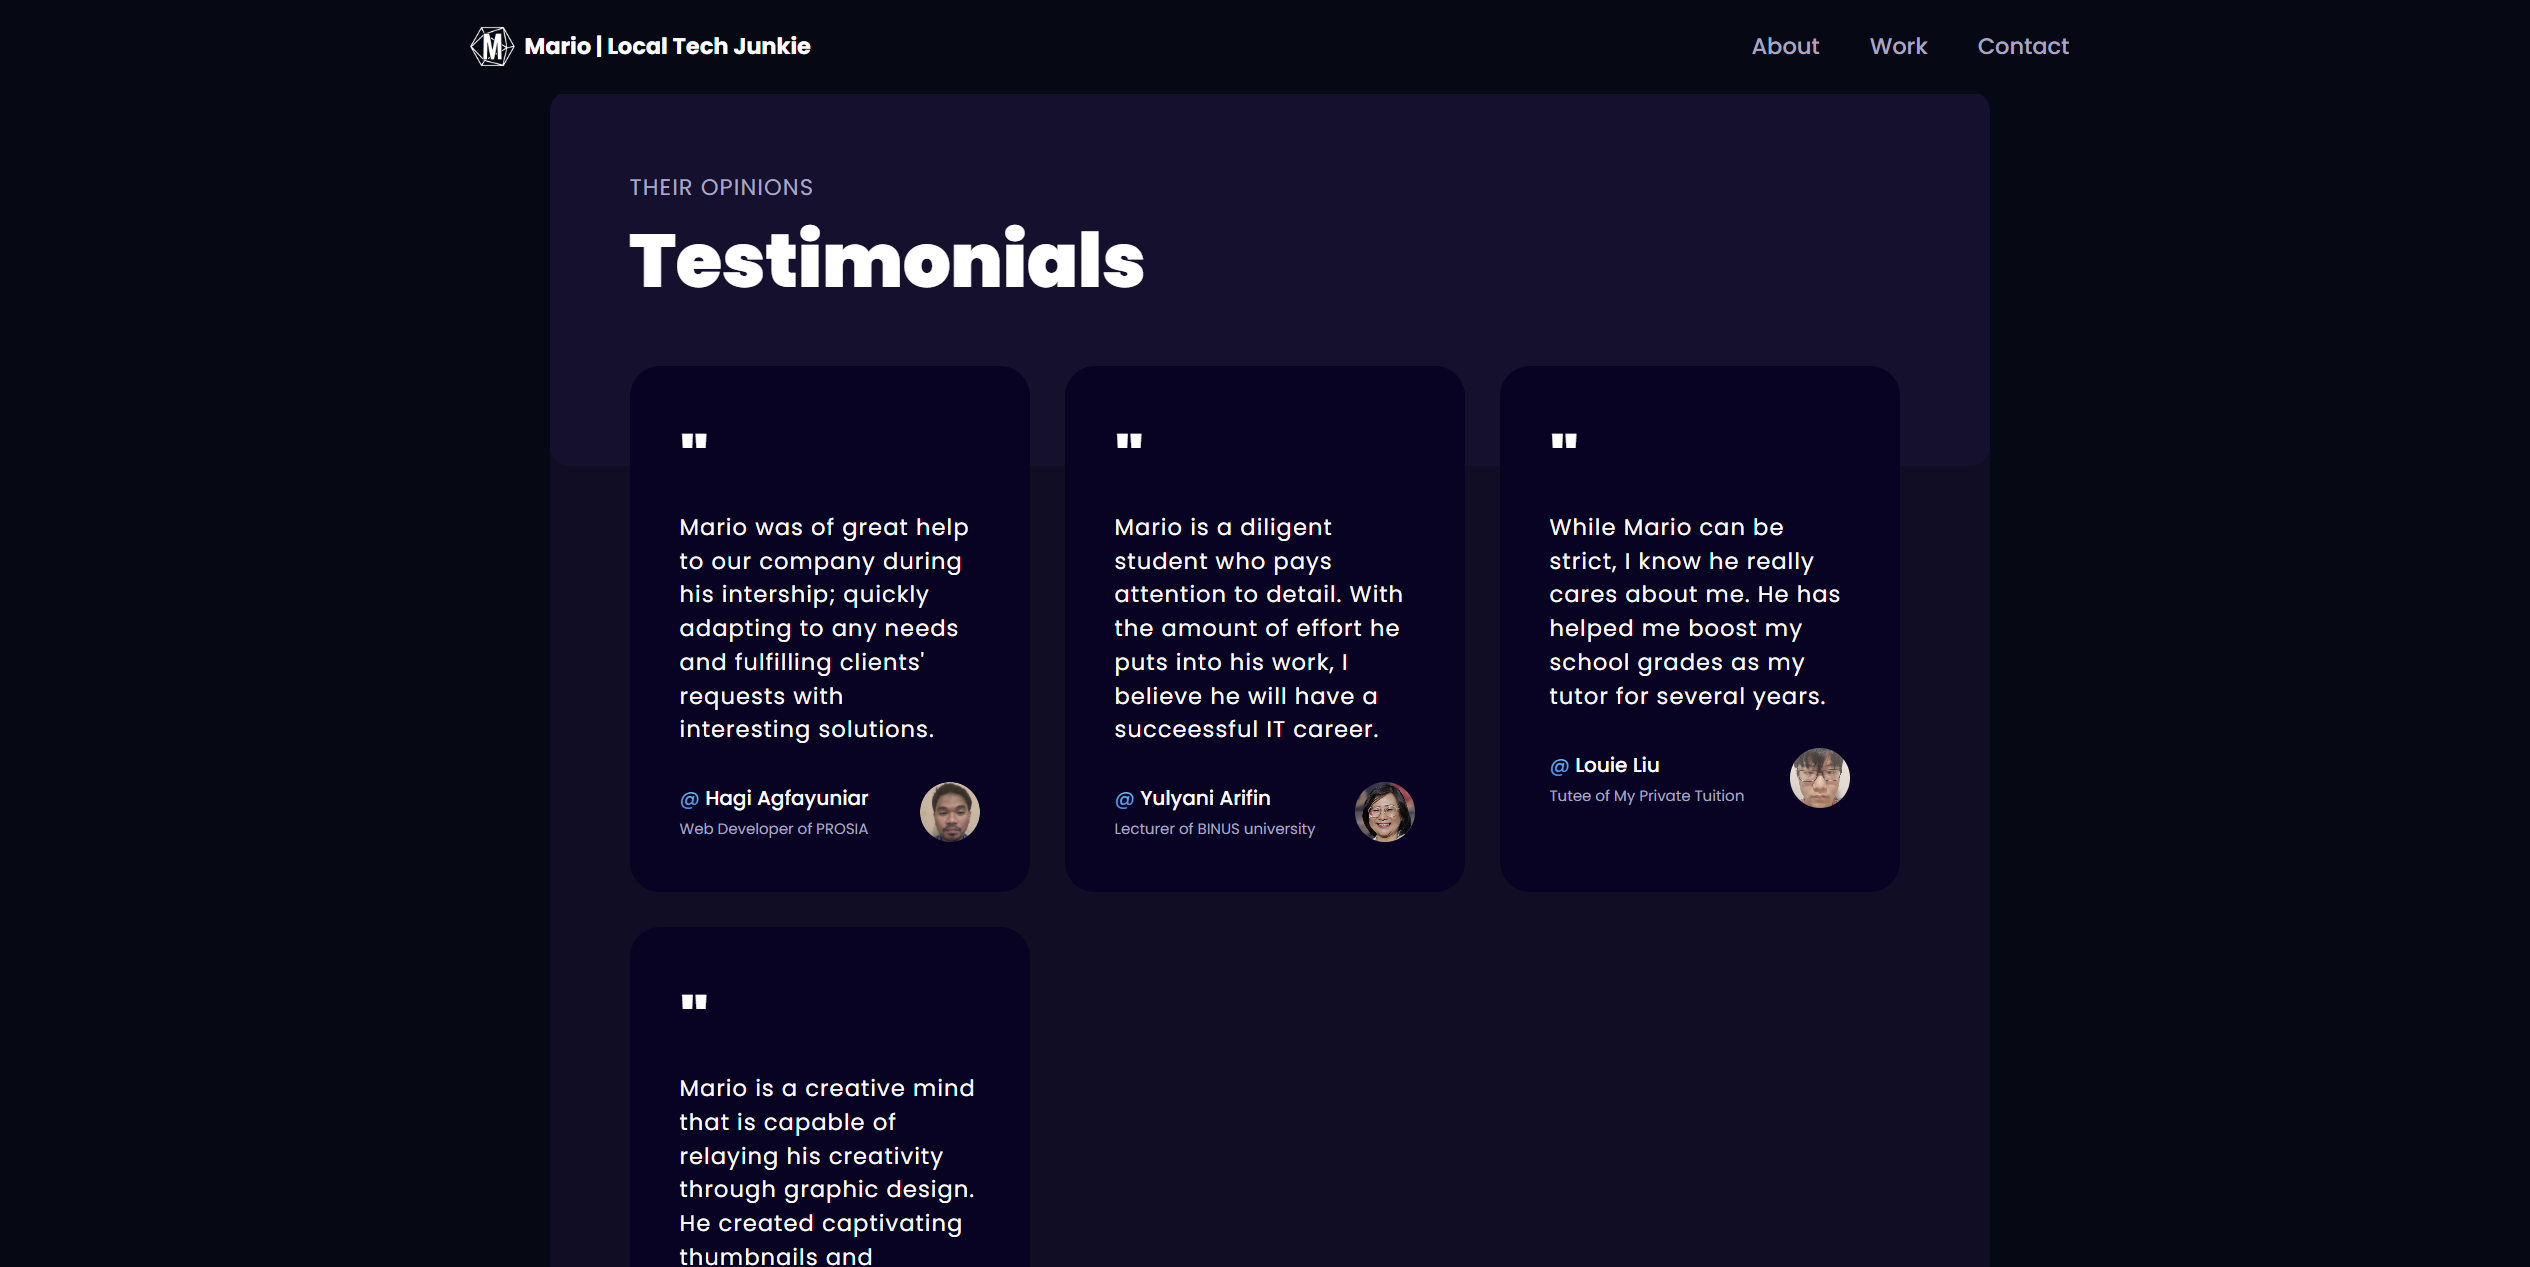 M Mario | Local Tech Junkie
About Work Contact
THEIR OPINIONS
Testimonials
"
Mario was of great help
to our company during
his intership; quickly
adapting to any needs
and fulfilling clients'
requests with
interesting solutions.
@ Hagi Agfayuniar
Web Developer of PROSIA
"
Mario is a diligent
student who pays
attention to detail. With
the amount of effort he
puts into his work, I
believe he will have a
succeessful IT career.
@ Yulyani Arifin
Lecturer of BINUS university
"
While Mario can be
strict, I know he really
cares about me. He has
helped me boost my
school grades as my
tutor for several years.
@ Louie Liu
Tutee of My Private Tuition
"
Mario is a creative mind
that is capable of
relaying his creativity
through graphic design.
He created captivating
thumbnails and